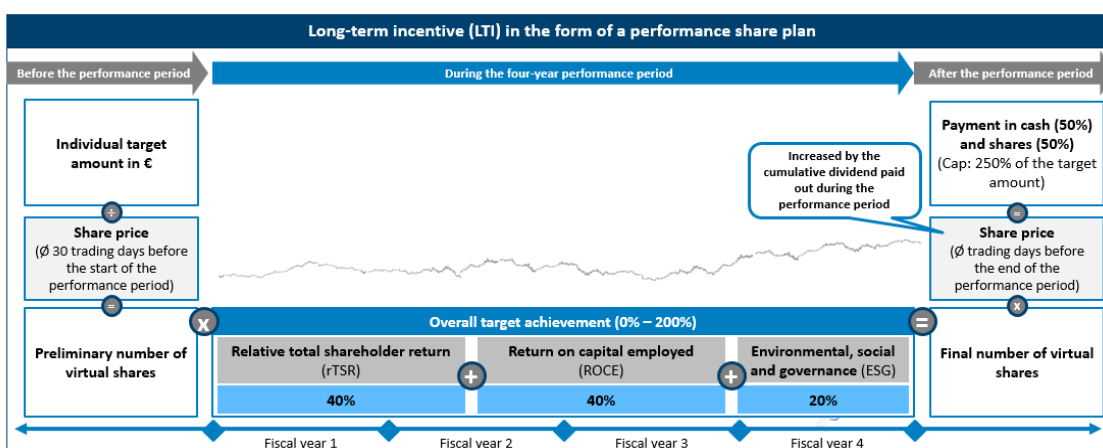 Long-term incentive (LTI) in the form of a performance share plan
Before the performance period
During the four-year performance period
After the performance period
Individual target
amount in €
÷
Share price
(Ø 30 trading days before
the start of the
performance period)
=
Preliminary number of
virtual shares
x
Increased by the
cumulative dividend paid
out during the
performance period
Overall target achievement (0% – 200%)
Relative total shareholder return
(rTSR)
40%
+
Return on capital employed
(ROCE)
40%
+
Environmental, social
and governance (ESG)
20%
=
Payment in cash (50%)
and shares (50%)
(Cap: 250% of the target
amount)
=
Share price
(Ø trading days before
the end of the
performance period)
x
Final number of virtual
shares
Fiscal year 1
Fiscal year 2
Fiscal year 3
Fiscal year 4